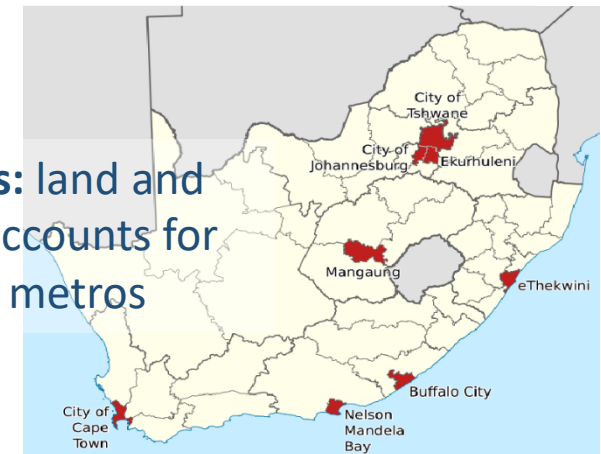 City of
Tshwane
City of
Johannesburg
Ekurhuleni
s: land and
ccounts for
metros
Mangaung
eThekwini
Buffalo City
City of
Cape
Town
Nelson
Mandela
Bay